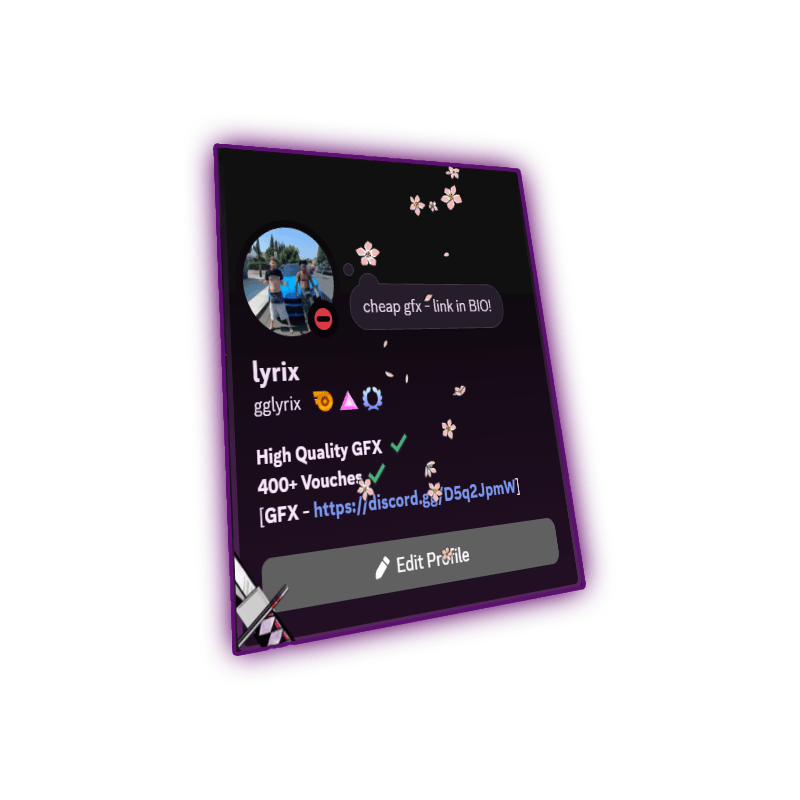 cheap gfx - link in BIO!
lyrix
gglyrix
High Quality GFX
400+ Vouches
[GFX - https://discord.gg/D5q2JpmW]
Edit Profile